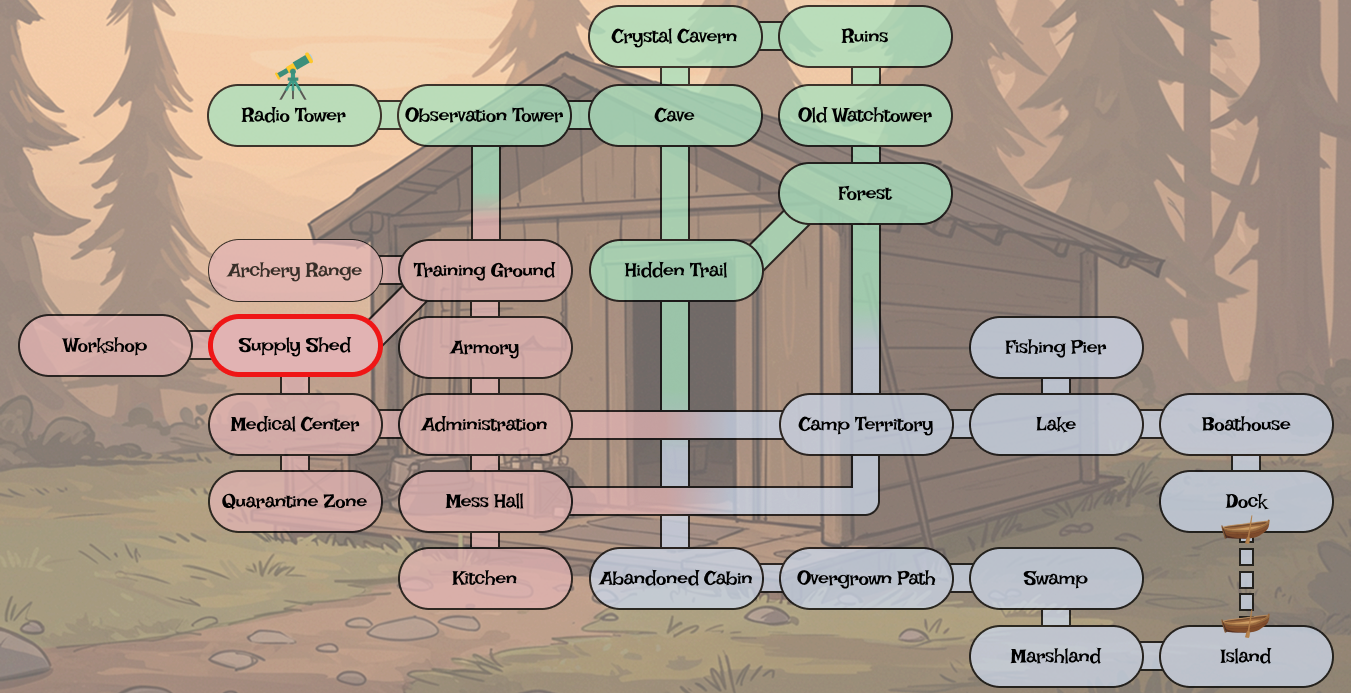 Crystal Cavern
Ruins
Radio Tower
Observation Tower
Cave
Old Watchtower
Forest
Archery Range
Training Ground
Hidden Trail
Workshop
Supply Shed
Armory
Fishing Pier
Medical Center
Administration
Camp Territory
Lake
Boathouse
Quarantine Zone
Mess Hall
Dock
Kitchen
Abandoned Cabin
Overgrown Path
Swamp
Marshland
Island